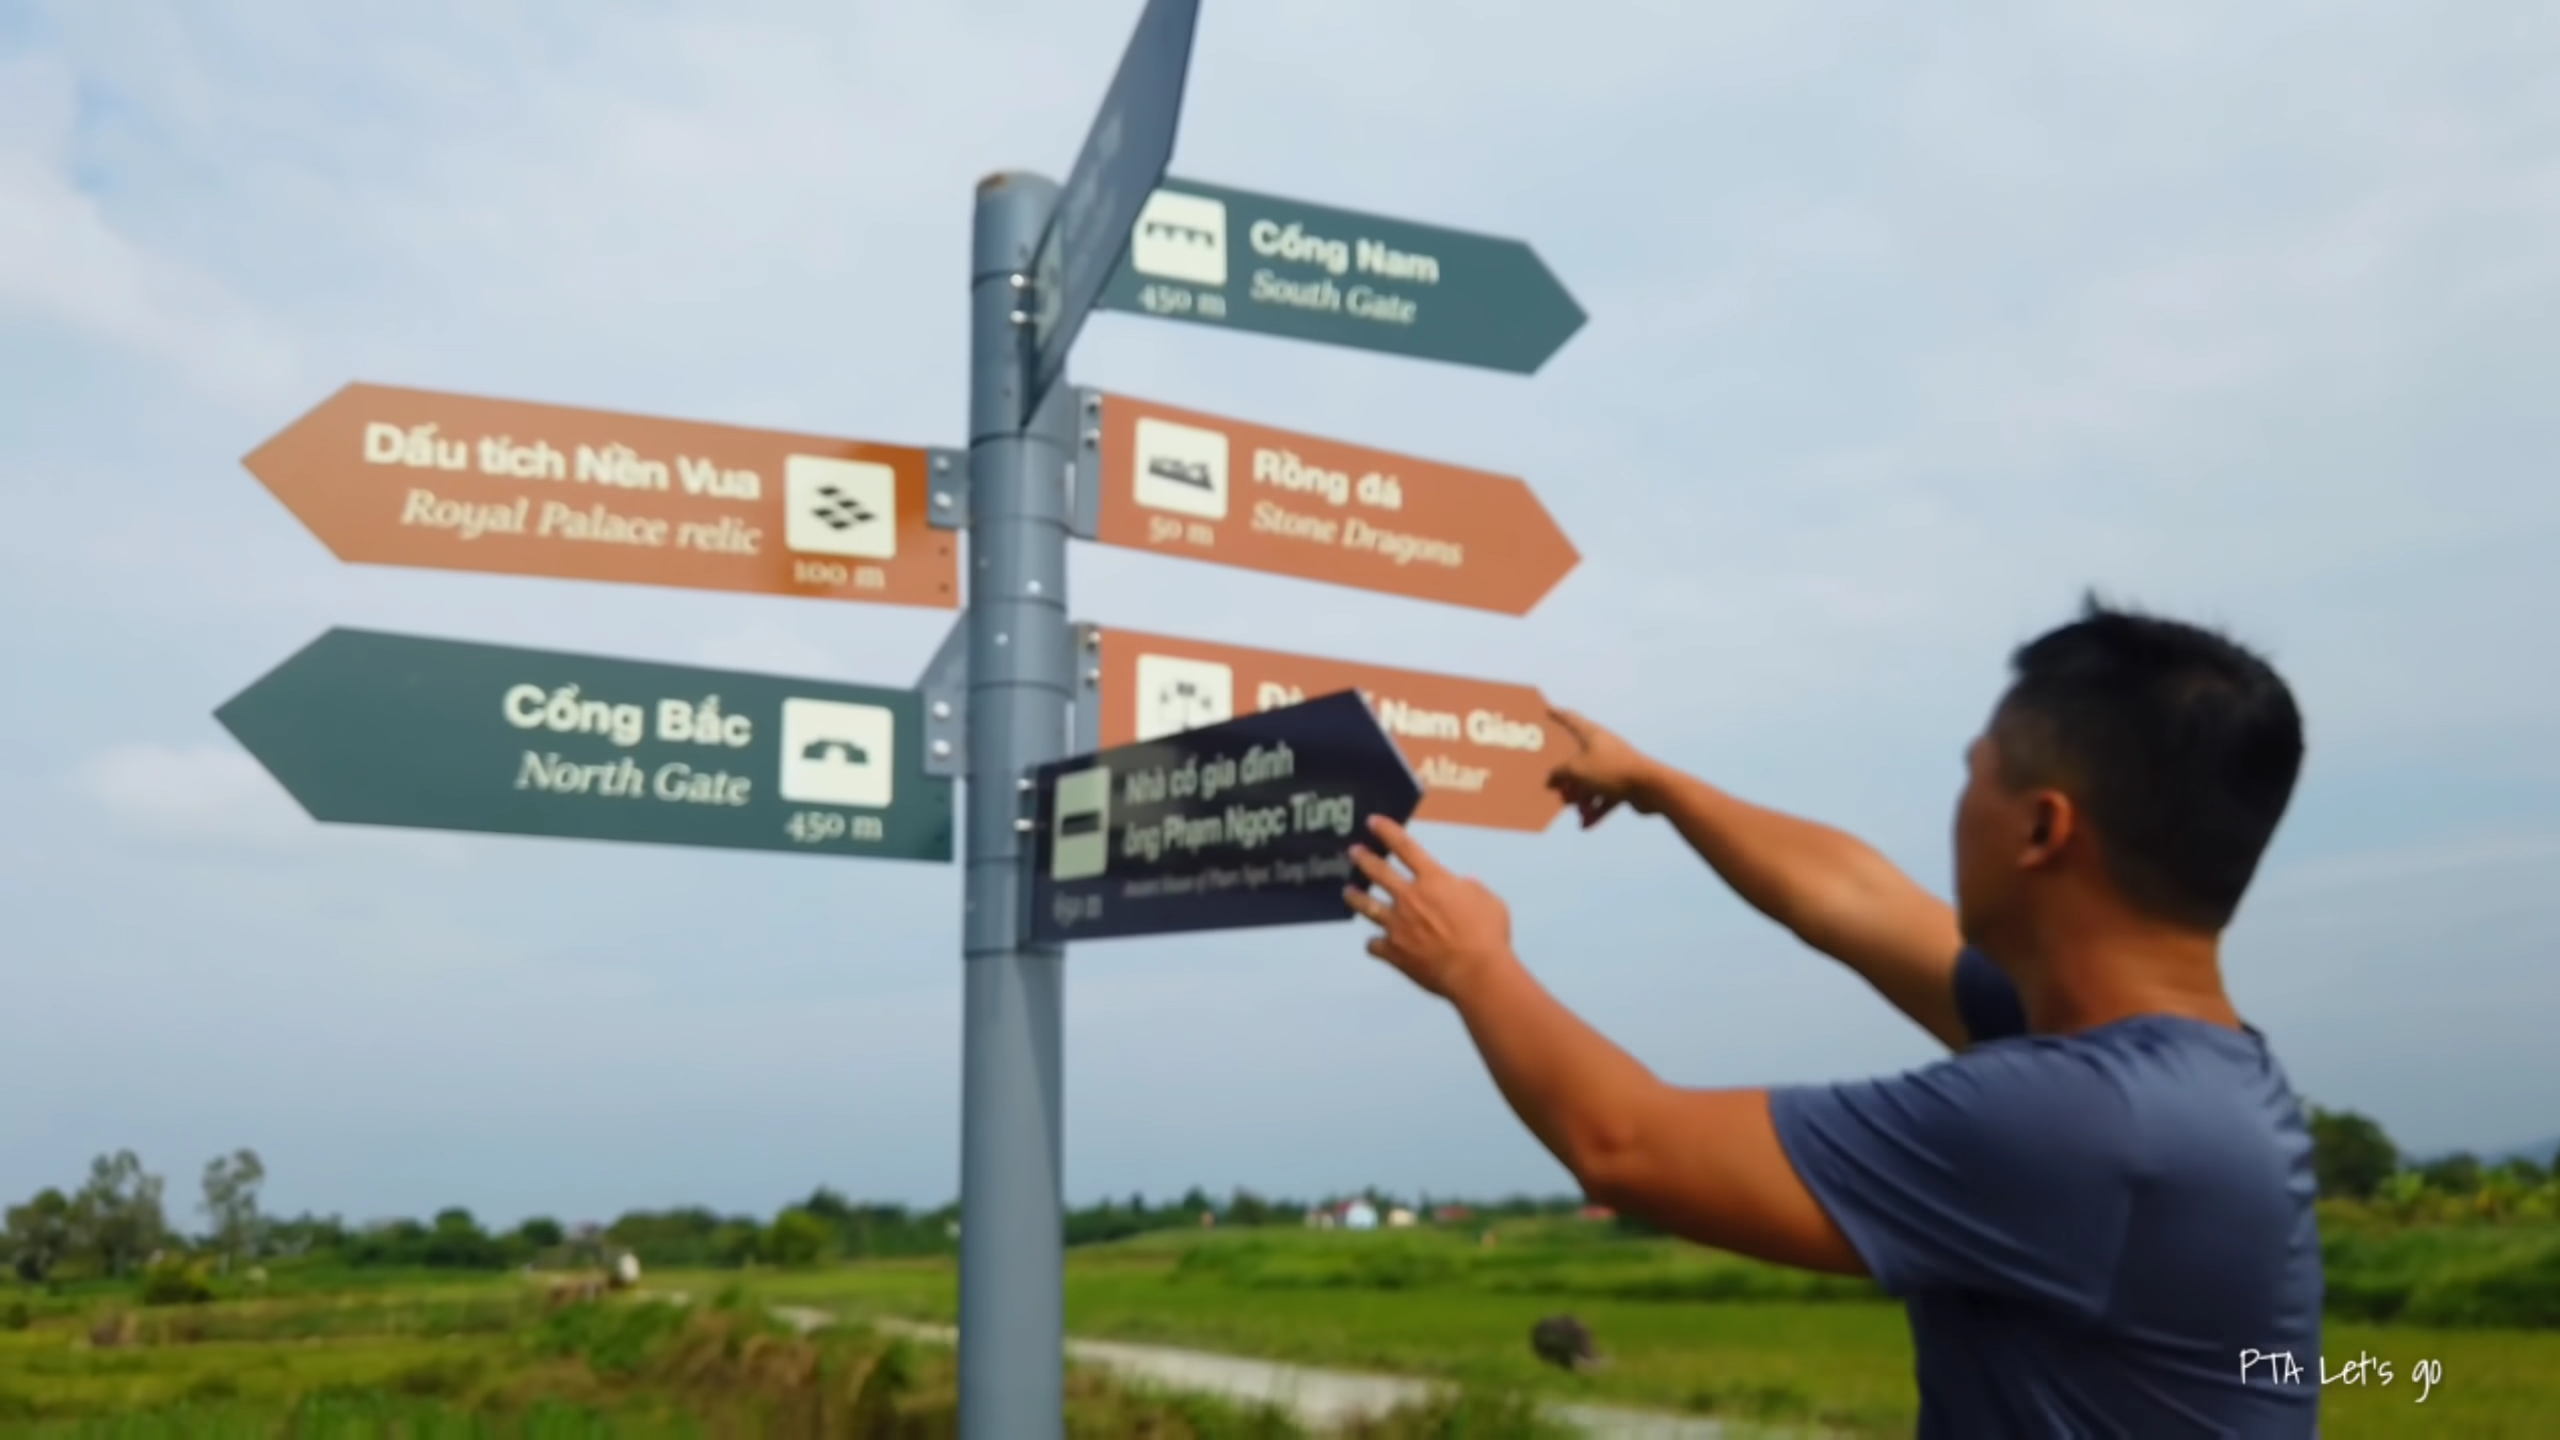 Cổng Nam
South Gate
450 m
Dấu tích Nền Vua
Royal Palace relic
100 m
Rồng đá
Stone Dragons
50 m
Cổng Bắc
North Gate
450 m
Nam Giao
Altar
Nhà cổ gia đình
ông Phạm Ngọc Tùng
PTA Let's go